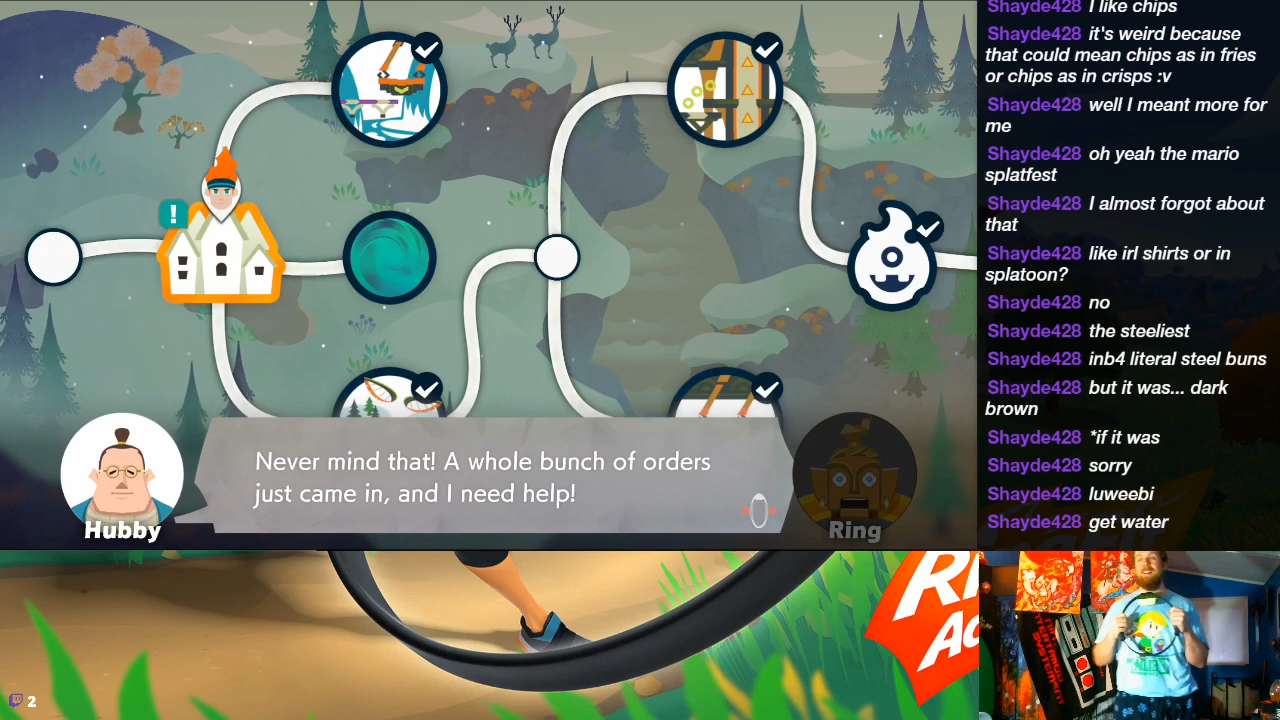 Shayde428 I like chips
Shayde428 it's weird because
that could mean chips as in fries
or chips as in crisps :v
Shayde428 well I meant more for
me
Shayde428 oh yeah the mario
splatfest
Shayde428 I almost forgot about
that
Shayde428 like irl shirts or in
splatoon?
Shayde428 no
Shayde428 the steeliest
Shayde428 inb4 literal steel buns
Shayde428 but it was... dark
brown
Shayde428 *if it was
Shayde428 sorry
Shayde428 luweebi
Shayde428 get water
!
Never mind that! A whole bunch of orders
just came in, and I need help!
Hubby
Ring
2